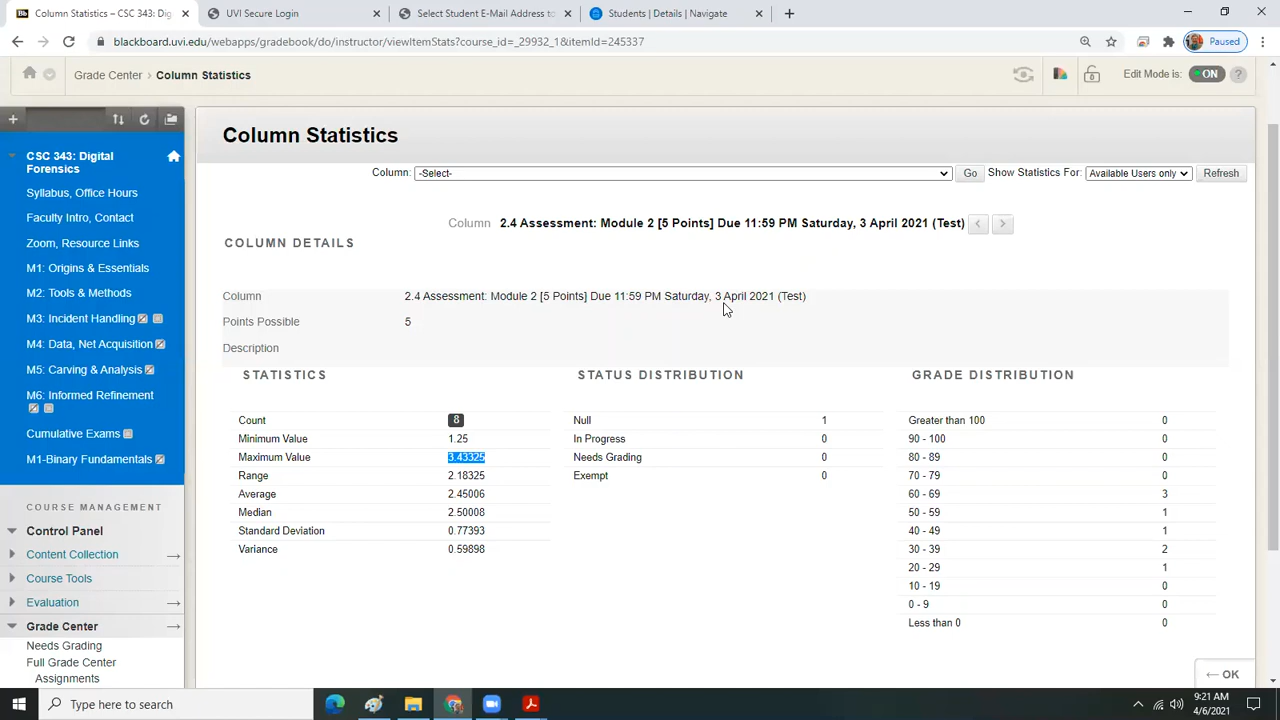 Column Statistics – CSC 343: Dig
UVI Secure Login
Select Student E-Mail Address to
Students | Details | Navigate
blackboard.uvi.edu/webapps/gradebook/do/instructor/viewItemStats?course_id=_29932_1&itemId=245337
Paused
Grade Center > Column Statistics
Edit Mode is: ON ?
CSC 343: Digital
Forensics
Syllabus, Office Hours
Faculty Intro, Contact
Zoom, Resource Links
M1: Origins & Essentials
M2: Tools & Methods
M3: Incident Handling
M4: Data, Net Acquisition
M5: Carving & Analysis
M6: Informed Refinement
Cumulative Exams
M1-Binary Fundamentals
COURSE MANAGEMENT
Control Panel
Content Collection
Course Tools
Evaluation
Grade Center
Needs Grading
Full Grade Center
Assignments
Column Statistics
Column: -Select- Go Show Statistics For: Available Users only Refresh
Column 2.4 Assessment: Module 2 [5 Points] Due 11:59 PM Saturday, 3 April 2021 (Test) < >
COLUMN DETAILS
Column 2.4 Assessment: Module 2 [5 Points] Due 11:59 PM Saturday, 3 April 2021 (Test)
Points Possible 5
Description
STATISTICS
Count 8
Minimum Value 1.25
Maximum Value 3.43325
Range 2.18325
Average 2.45006
Median 2.50008
Standard Deviation 0.77393
Variance 0.59898
STATUS DISTRIBUTION
Null 1
In Progress 0
Needs Grading 0
Exempt 0
GRADE DISTRIBUTION
Greater than 100 0
90 - 100 0
80 - 89 0
70 - 79 0
60 - 69 3
50 - 59 1
40 - 49 1
30 - 39 2
20 - 29 1
10 - 19 0
0 - 9 0
Less than 0 0
← OK
Type here to search
9:21 AM
4/6/2021